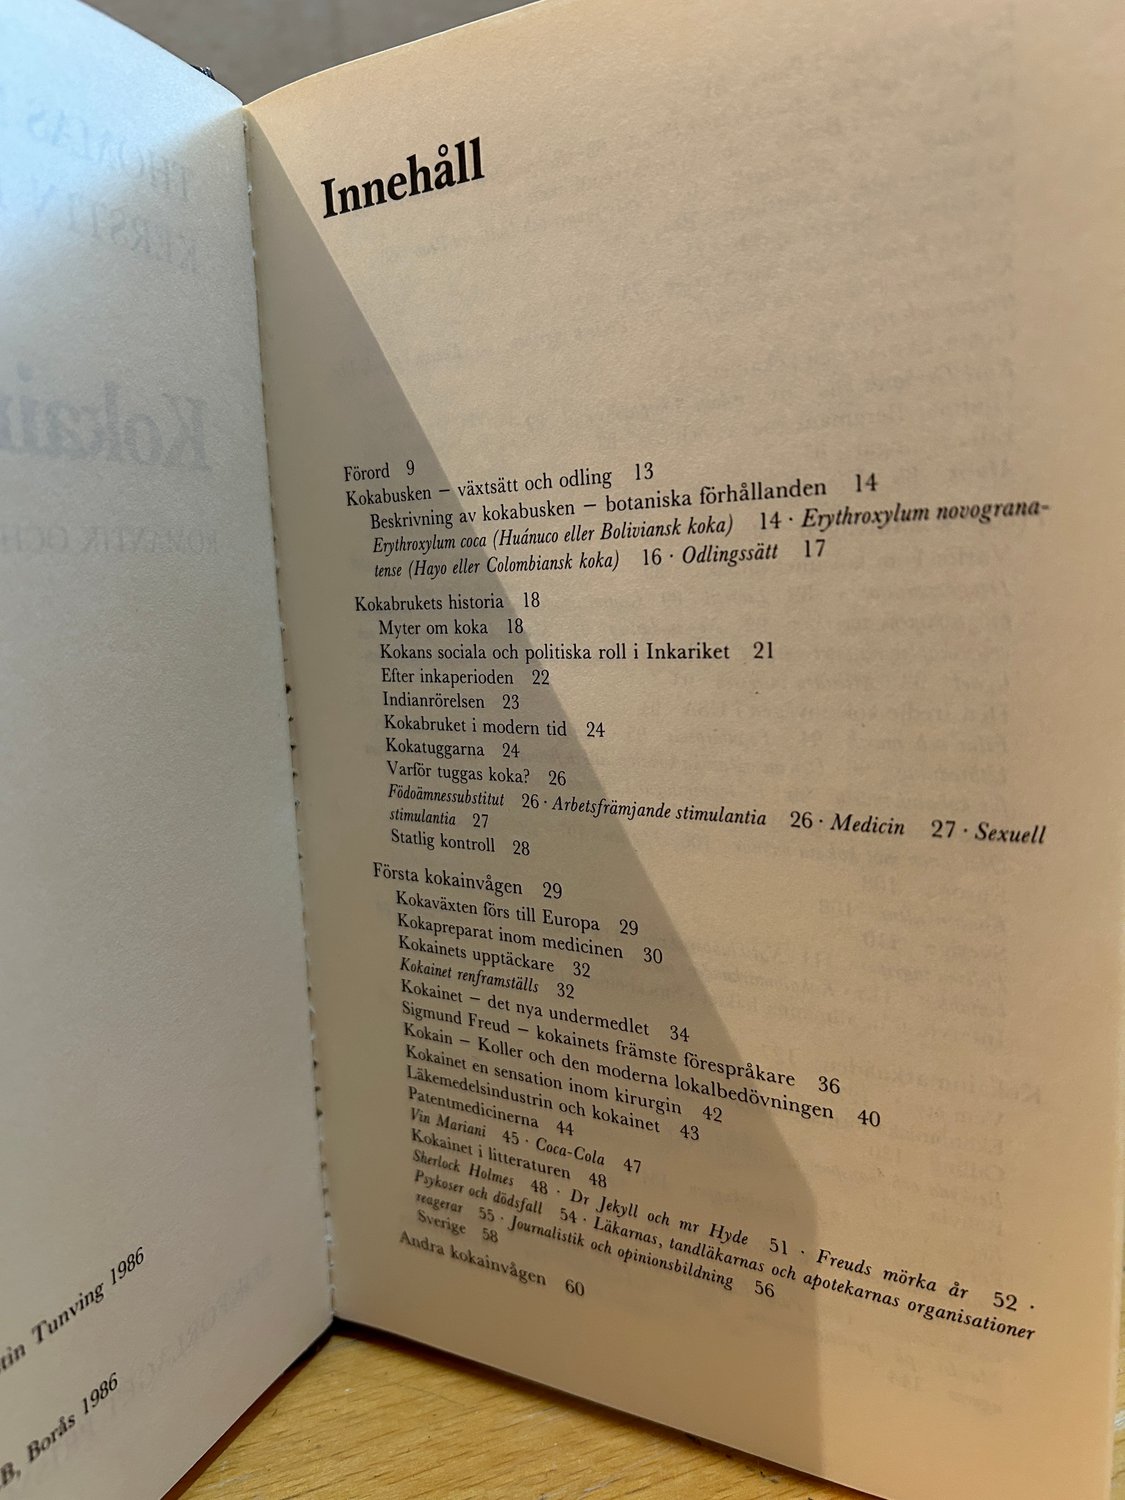 tin Tunving 1986
B, Borås 1986
Innehåll
Förord 9
Kokabusken – växtsätt och odling 13
Beskrivning av kokabusken – botaniska förhållanden 14
Erythroxylum coca (Huánuco eller Boliviansk koka) 14 · Erythroxylum novograna-
tense (Hayo eller Colombiansk koka) 16 · Odlingssätt 17
Kokabrukets historia 18
Myter om koka 18
Kokans sociala och politiska roll i Inkariket 21
Efter inkaperioden 22
Indianrörelsen 23
Kokabruket i modern tid 24
Kokatuggarna 24
Varför tuggas koka? 26
Födoämnessubstitut 26 · Arbetsfrämjande stimulantia 26 · Medicin 27 · Sexuell
stimulantia 27
Statlig kontroll 28
Första kokainvågen 29
Kokaväxten förs till Europa 29
Kokapreparat inom medicinen 30
Kokainets upptäckare 32
Kokainet renframställs 32
Kokainet – det nya undermedlet 34
Sigmund Freud – kokainets främste förespråkare 36
Kokain – Koller och den moderna lokalbedövningen 40
Kokainet en sensation inom kirurgin 42
Läkemedelsindustrin och kokainet 43
Patentmedicinerna 44
Vin Mariani 45 · Coca-Cola 47
Kokainet i litteraturen 48
Sherlock Holmes 48 · Dr Jekyll och mr Hyde 51 · Freuds mörka år 52 ·
Psykoser och dödsfall 54 · Läkarnas, tandläkarnas och apotekarnas organisationer
reagerar 55 · Journalistik och opinionsbildning 56
Sverige 58
Andra kokainvågen 60